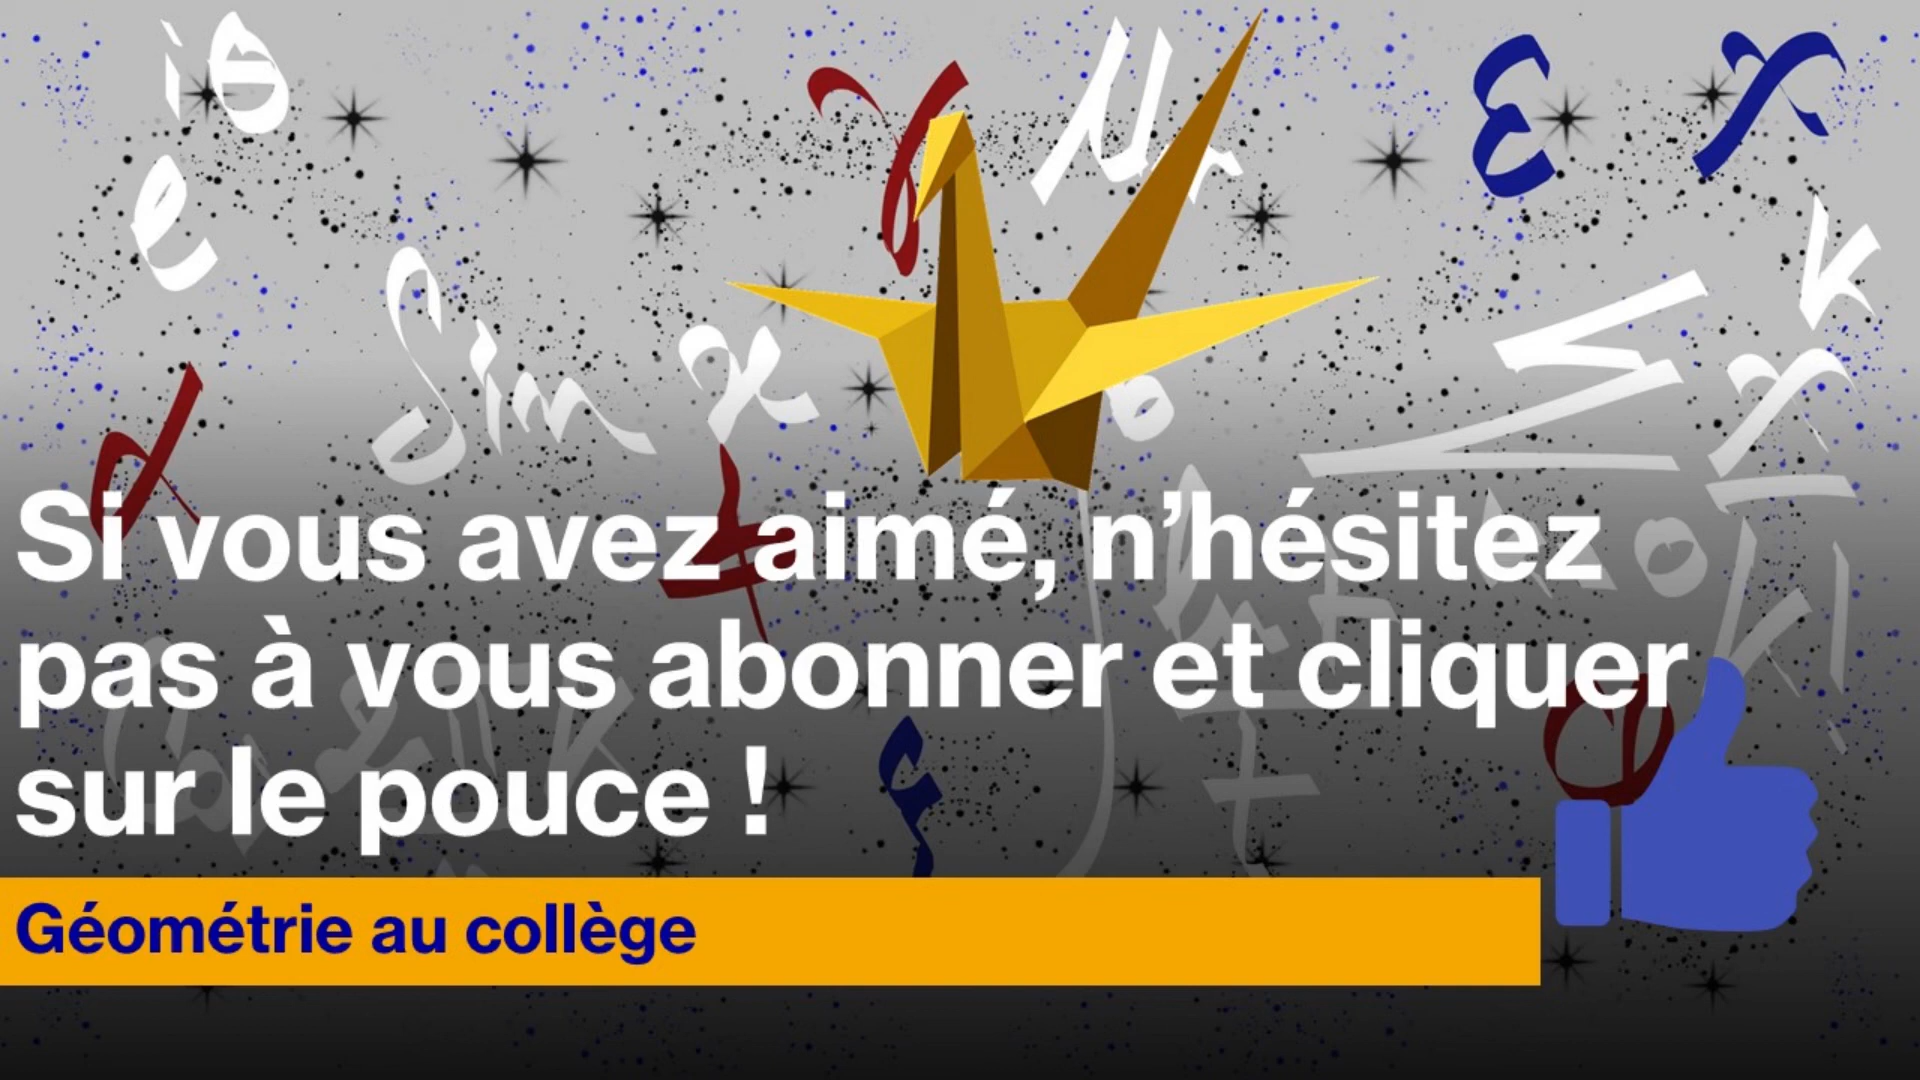 Si vous avez aimé, n’hésitez
pas à vous abonner et cliquer
sur le pouce !
Géométrie au collège